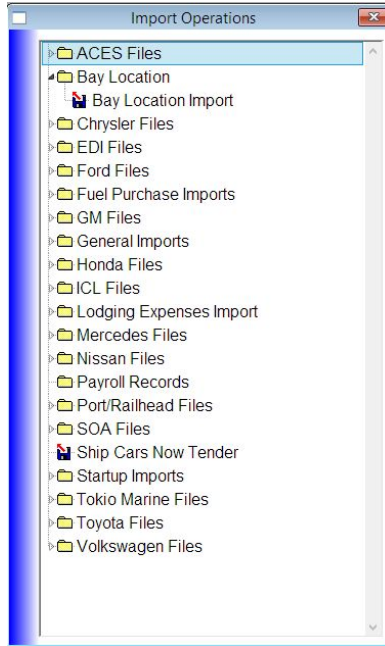 Import Operations
ACES Files
Bay Location
Bay Location Import
Chrysler Files
EDI Files
Ford Files
Fuel Purchase Imports
GM Files
General Imports
Honda Files
ICL Files
Lodging Expenses Import
Mercedes Files
Nissan Files
Payroll Records
Port/Railhead Files
SOA Files
Ship Cars Now Tender
Startup Imports
Tokio Marine Files
Toyota Files
Volkswagen Files